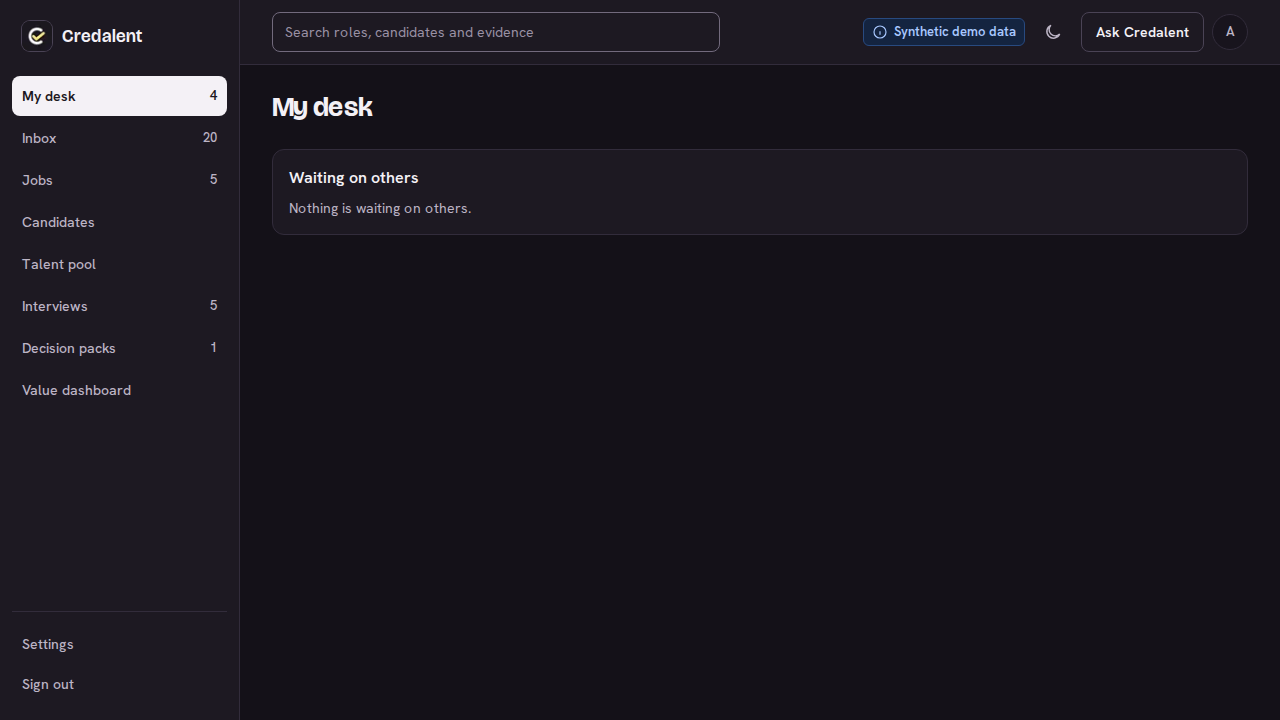 Credalent
My desk 4
Inbox 20
Jobs 5
Candidates
Talent pool
Interviews 5
Decision packs 1
Value dashboard
Settings
Sign out
Search roles, candidates and evidence
Synthetic demo data
Ask Credalent
A
My desk
Waiting on others
Nothing is waiting on others.